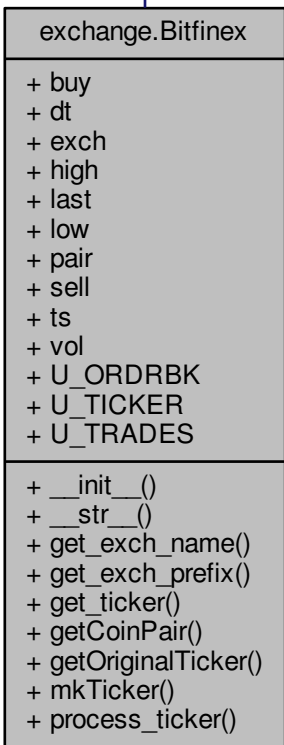 exchange.Bitfinex
+ buy
+ dt
+ exch
+ high
+ last
+ low
+ pair
+ sell
+ ts
+ vol
+ U_ORDRBK
+ U_TICKER
+ U_TRADES
+ __init__()
+ __str__()
+ get_exch_name()
+ get_exch_prefix()
+ get_ticker()
+ getCoinPair()
+ getOriginalTicker()
+ mkTicker()
+ process_ticker()